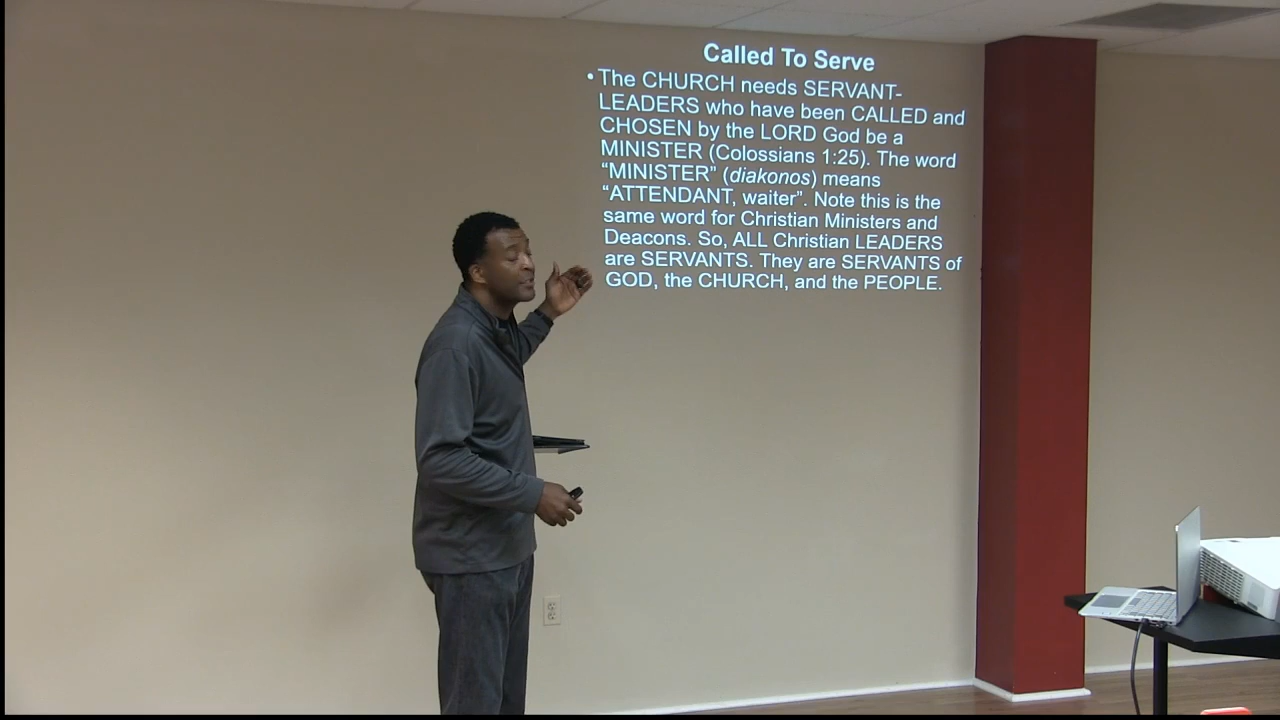 Called To Serve
• The CHURCH needs SERVANT-
LEADERS who have been CALLED and
CHOSEN by the LORD God be a
MINISTER (Colossians 1:25). The word
“MINISTER” (diakonos) means
“ATTENDANT, waiter”. Note this is the
same word for Christian Ministers and
Deacons. So, ALL Christian LEADERS
are SERVANTS. They are SERVANTS of
GOD, the CHURCH, and the PEOPLE.